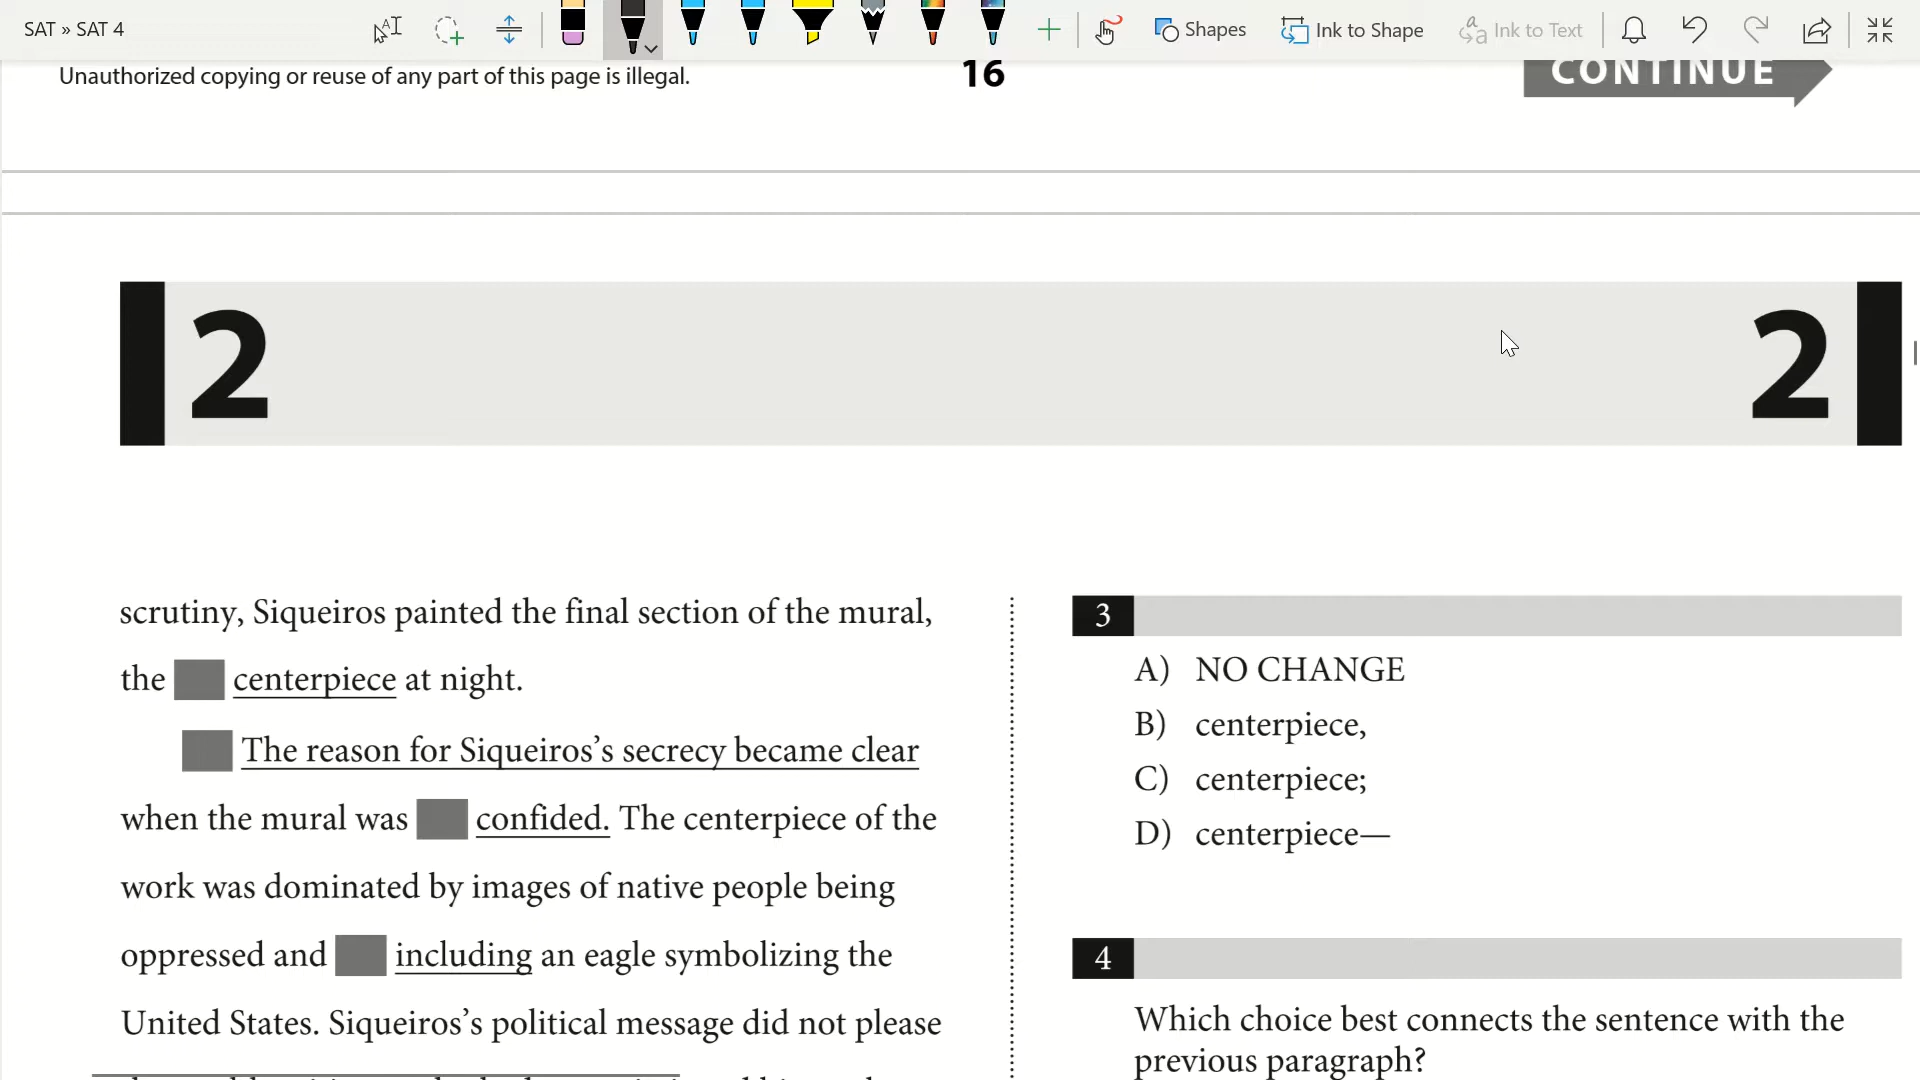 SAT » SAT 4
Shapes
Ink to Shape
Ink to Text
Unauthorized copying or reuse of any part of this page is illegal.
16
CONTINUE
2
2
scrutiny, Siqueiros painted the final section of the mural,
the centerpiece at night.
The reason for Siqueiros’s secrecy became clear
when the mural was confided. The centerpiece of the
work was dominated by images of native people being
oppressed and including an eagle symbolizing the
United States. Siqueiros’s political message did not please
3
A) NO CHANGE
B) centerpiece,
C) centerpiece;
D) centerpiece—
4
Which choice best connects the sentence with the
previous paragraph?